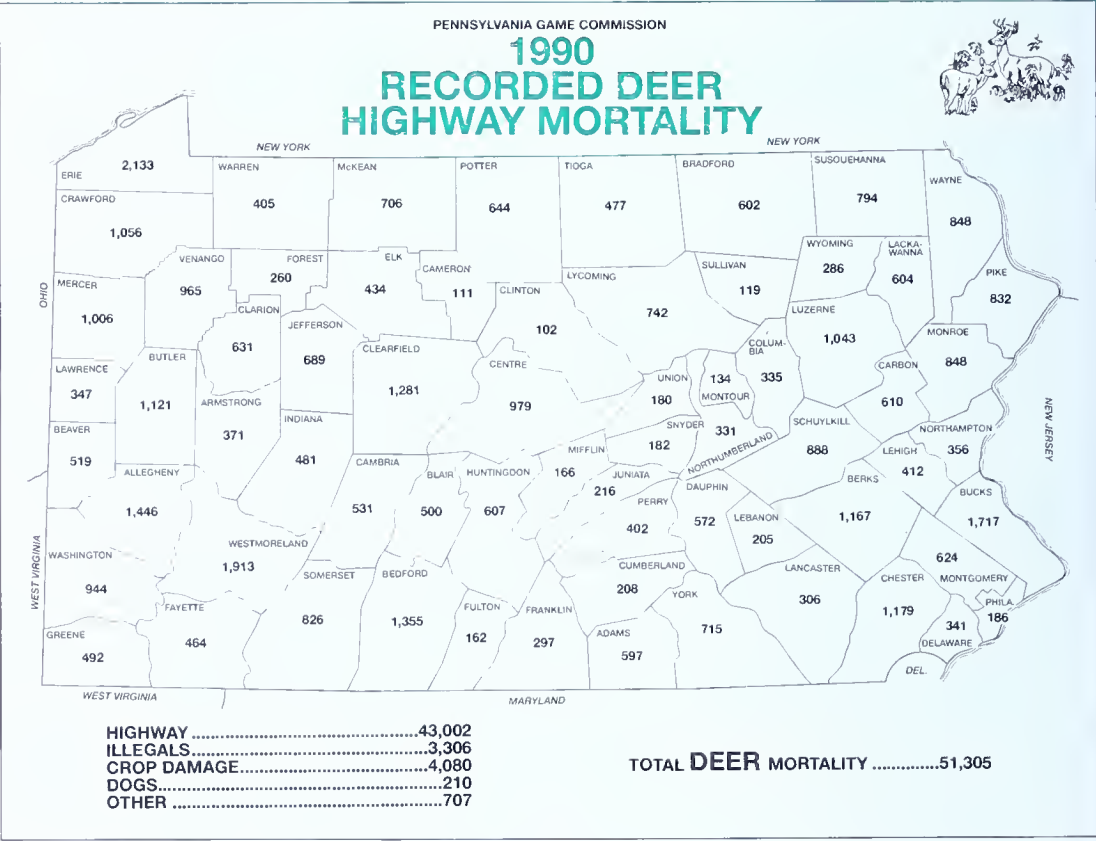 PENNSYLVANIA GAME COMMISSION
1990
RECORDED DEER
HIGHWAY MORTALITY
NEW YORK
NEW YORK
ERIE
2,133
WARREN
405
McKEAN
706
POTTER
644
TIOGA
477
BRADFORD
602
SUSQUEHANNA
794
WAYNE
848
CRAWFORD
1,056
VENANGO
965
FOREST
260
ELK
434
CAMERON
111
CLINTON
102
LYCOMING
742
SULLIVAN
119
WYOMING
286
LACKA-
WANNA
604
PIKE
832
OHIO
MERCER
1,006
CLARION
631
JEFFERSON
689
CLEARFIELD
1,281
CENTRE
979
UNION
180
134
MONTOUR
COLUM-
BIA
335
LUZERNE
1,043
MONROE
848
CARBON
610
LAWRENCE
347
BUTLER
1,121
ARMSTRONG
371
INDIANA
481
BEAVER
519
SNYDER
182
331
NORTHUMBERLAND
SCHUYLKILL
888
NORTHAMPTON
356
LEHIGH
412
NEW JERSEY
ALLEGHENY
1,446
CAMBRIA
531
BLAIR
500
HUNTINGDON
607
MIFFLIN
166
JUNIATA
216
PERRY
402
DAUPHIN
572
LEBANON
205
BERKS
1,167
BUCKS
1,717
WEST VIRGINIA
WASHINGTON
944
WESTMORELAND
1,913
SOMERSET
826
BEDFORD
1,355
CUMBERLAND
208
LANCASTER
306
CHESTER
1,179
624
MONTGOMERY
PHILA.
186
341
DELAWARE
GREENE
492
FAYETTE
464
FULTON
162
FRANKLIN
297
ADAMS
597
YORK
715
DEL.
WEST VIRGINIA
MARYLAND
HIGHWAY ...............................................43,002
ILLEGALS.................................................3,306
CROP DAMAGE.......................................4,080
DOGS..........................................................210
OTHER .......................................................707
TOTAL DEER MORTALITY .............51,305